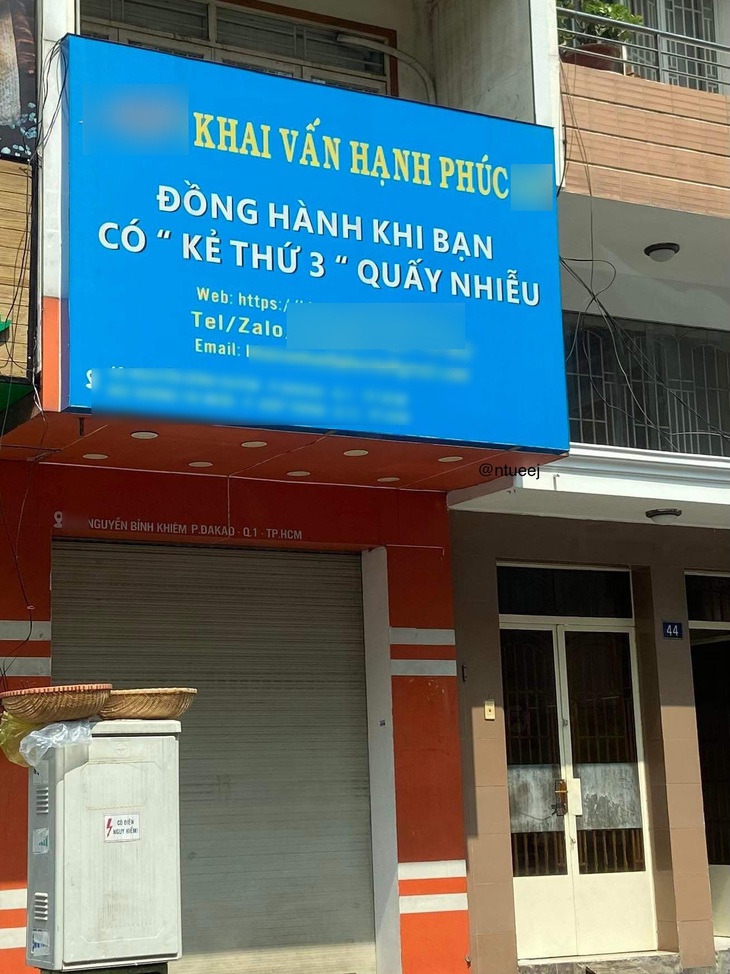 KHAI VẤN HẠNH PHÚC
ĐỒNG HÀNH KHI BẠN
CÓ “ KẺ THỨ 3 “ QUẤY NHIỄU
Web: https:/
Tel/Zalo
Email:
@ntueej
NGUYỄN BỈNH KHIÊM P.ĐAKAO - Q.1 - TP.HCM
44
CÓ ĐIỆN
NGUY HIỂM!